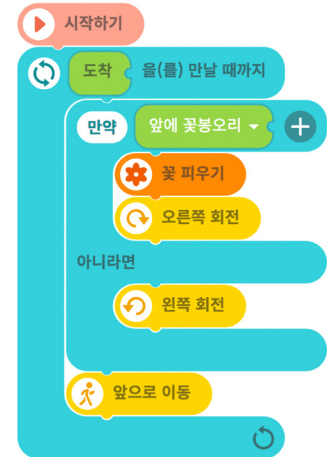 시작하기
도착 을(를) 만날 때까지
만약 앞에 꽃봉오리
꽃 피우기
오른쪽 회전
아니라면
왼쪽 회전
앞으로 이동